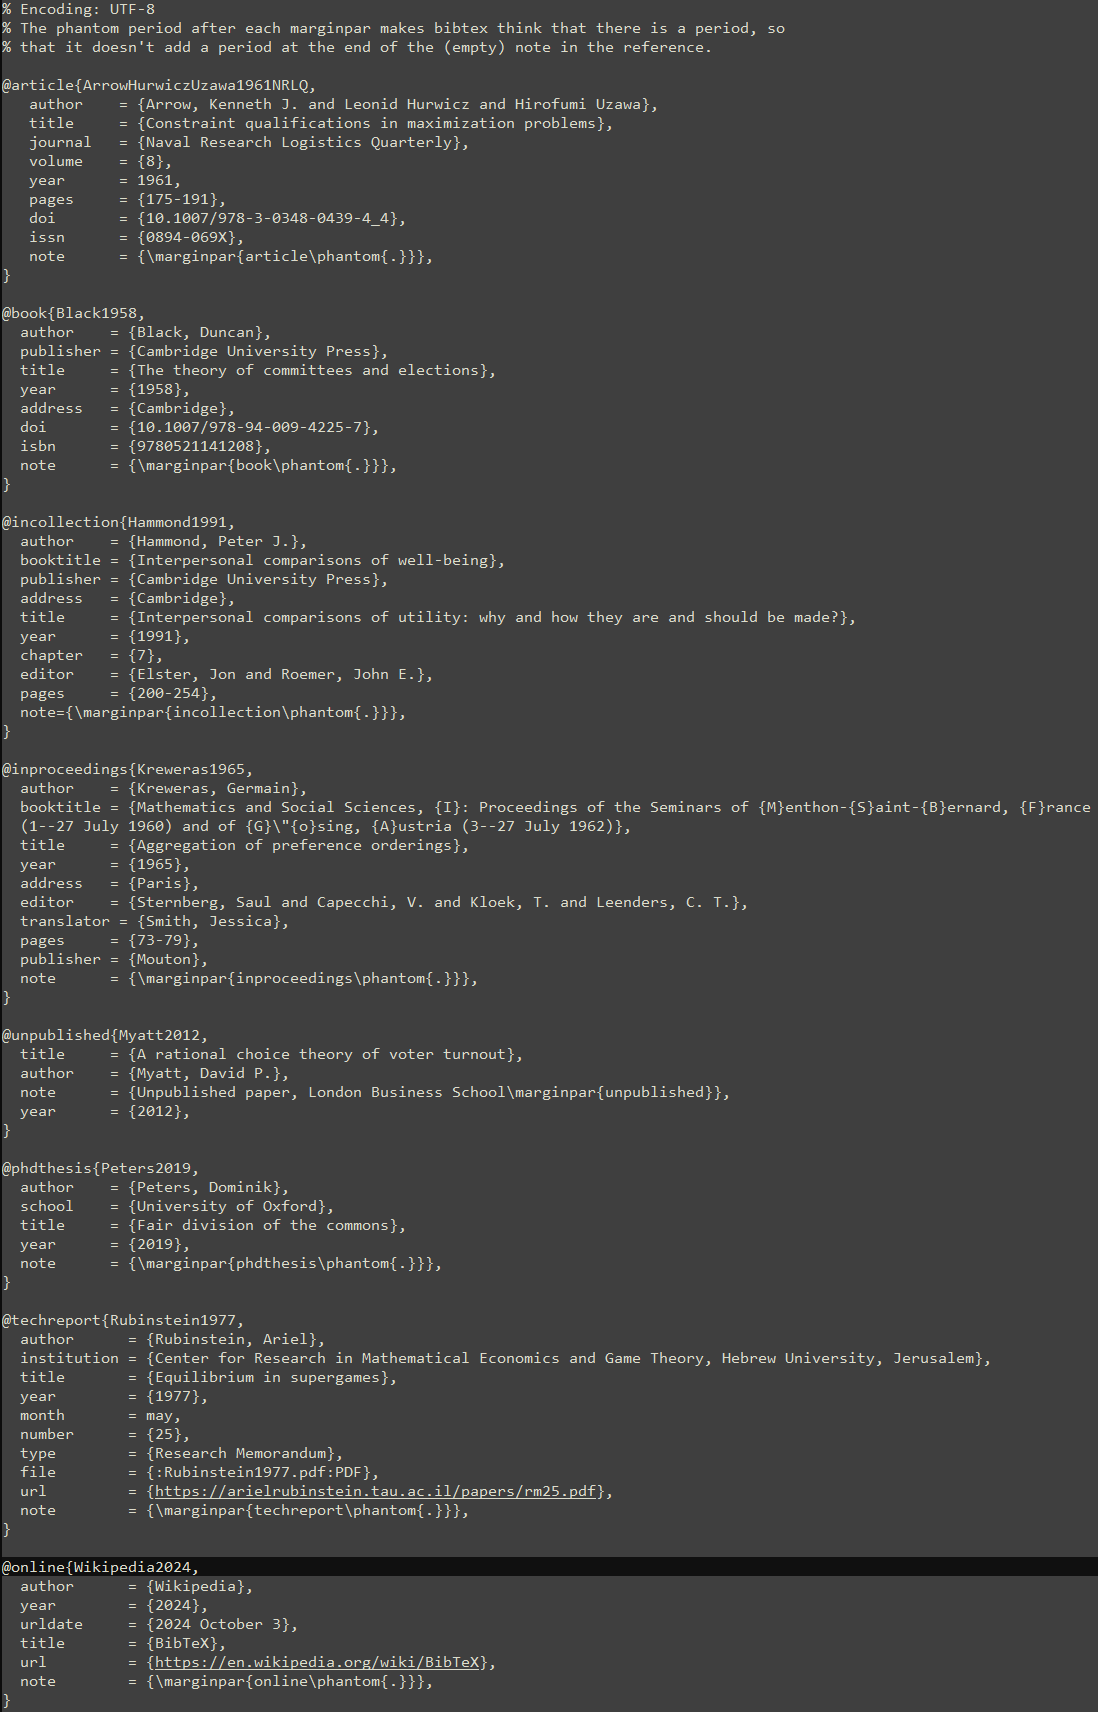 % Encoding: UTF-8
% The phantom period after each marginpar makes bibtex think that there is a period, so
% that it doesn't add a period at the end of the (empty) note in the reference.

@article{ArrowHurwiczUzawa1961NRLQ,
   author    = {Arrow, Kenneth J. and Leonid Hurwicz and Hirofumi Uzawa},
   title     = {Constraint qualifications in maximization problems},
   journal   = {Naval Research Logistics Quarterly},
   volume    = {8},
   year      = 1961,
   pages     = {175-191},
   doi       = {10.1007/978-3-0348-0439-4_4},
   issn      = {0894-069X},
   note      = {\marginpar{article\phantom{.}}},
}

@book{Black1958,
  author    = {Black, Duncan},
  publisher = {Cambridge University Press},
  title     = {The theory of committees and elections},
  year      = {1958},
  address   = {Cambridge},
  doi       = {10.1007/978-94-009-4225-7},
  isbn      = {9780521141208},
  note      = {\marginpar{book\phantom{.}}},
}

@incollection{Hammond1991,
  author    = {Hammond, Peter J.},
  booktitle = {Interpersonal comparisons of well-being},
  publisher = {Cambridge University Press},
  address   = {Cambridge},
  title     = {Interpersonal comparisons of utility: why and how they are and should be made?},
  year      = {1991},
  chapter   = {7},
  editor    = {Elster, Jon and Roemer, John E.},
  pages     = {200-254},
  note={\marginpar{incollection\phantom{.}}},
}

@inproceedings{Kreweras1965,
  author    = {Kreweras, Germain},
  booktitle = {Mathematics and Social Sciences, {I}: Proceedings of the Seminars of {M}enthon-{S}aint-{B}ernard, {F}rance
  (1--27 July 1960) and of {G}\"{o}sing, {A}ustria (3--27 July 1962)},
  title     = {Aggregation of preference orderings},
  year      = {1965},
  address   = {Paris},
  editor    = {Sternberg, Saul and Capecchi, V. and Kloek, T. and Leenders, C. T.},
  translator = {Smith, Jessica},
  pages     = {73-79},
  publisher = {Mouton},
  note      = {\marginpar{inproceedings\phantom{.}}},
}

@unpublished{Myatt2012,
  title     = {A rational choice theory of voter turnout},
  author    = {Myatt, David P.},
  note      = {Unpublished paper, London Business School\marginpar{unpublished}},
  year      = {2012},
}

@phdthesis{Peters2019,
  author    = {Peters, Dominik},
  school    = {University of Oxford},
  title     = {Fair division of the commons},
  year      = {2019},
  note      = {\marginpar{phdthesis\phantom{.}}},
}

@techreport{Rubinstein1977,
  author      = {Rubinstein, Ariel},
  institution = {Center for Research in Mathematical Economics and Game Theory, Hebrew University, Jerusalem},
  title       = {Equilibrium in supergames},
  year        = {1977},
  month       = may,
  number      = {25},
  type        = {Research Memorandum},
  file        = {:Rubinstein1977.pdf:PDF},
  url         = {https://arielrubinstein.tau.ac.il/papers/rm25.pdf},
  note        = {\marginpar{techreport\phantom{.}}},
}

@online{Wikipedia2024,
  author      = {Wikipedia},
  year        = {2024},
  urldate     = {2024 October 3},
  title       = {BibTeX},
  url         = {https://en.wikipedia.org/wiki/BibTeX},
  note        = {\marginpar{online\phantom{.}}},
}